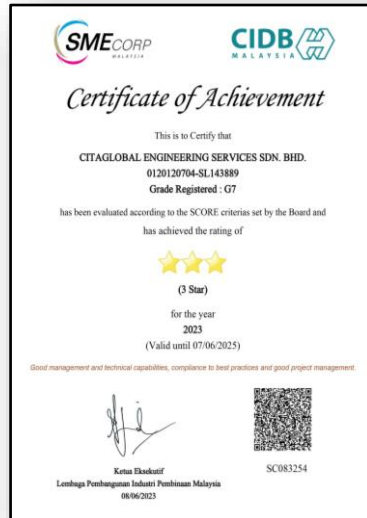 SMECORP
MALAYSIA
CIDB
MALAYSIA
Certificate of Achievement
This is to Certify that
CITAGLOBAL ENGINEERING SERVICES SDN. BHD.
0120120704-SL143889
Grade Registered : G7
has been evaluated according to the SCORE criterias set by the Board and
has achieved the rating of
(3 Star)
for the year
2023
(Valid until 07/06/2025)
Good management and technical capabilities, compliance to best practices and good project management.
Ketua Eksekutif
Lembaga Pembangunan Industri Pembinaan Malaysia
08/06/2023
SC083254